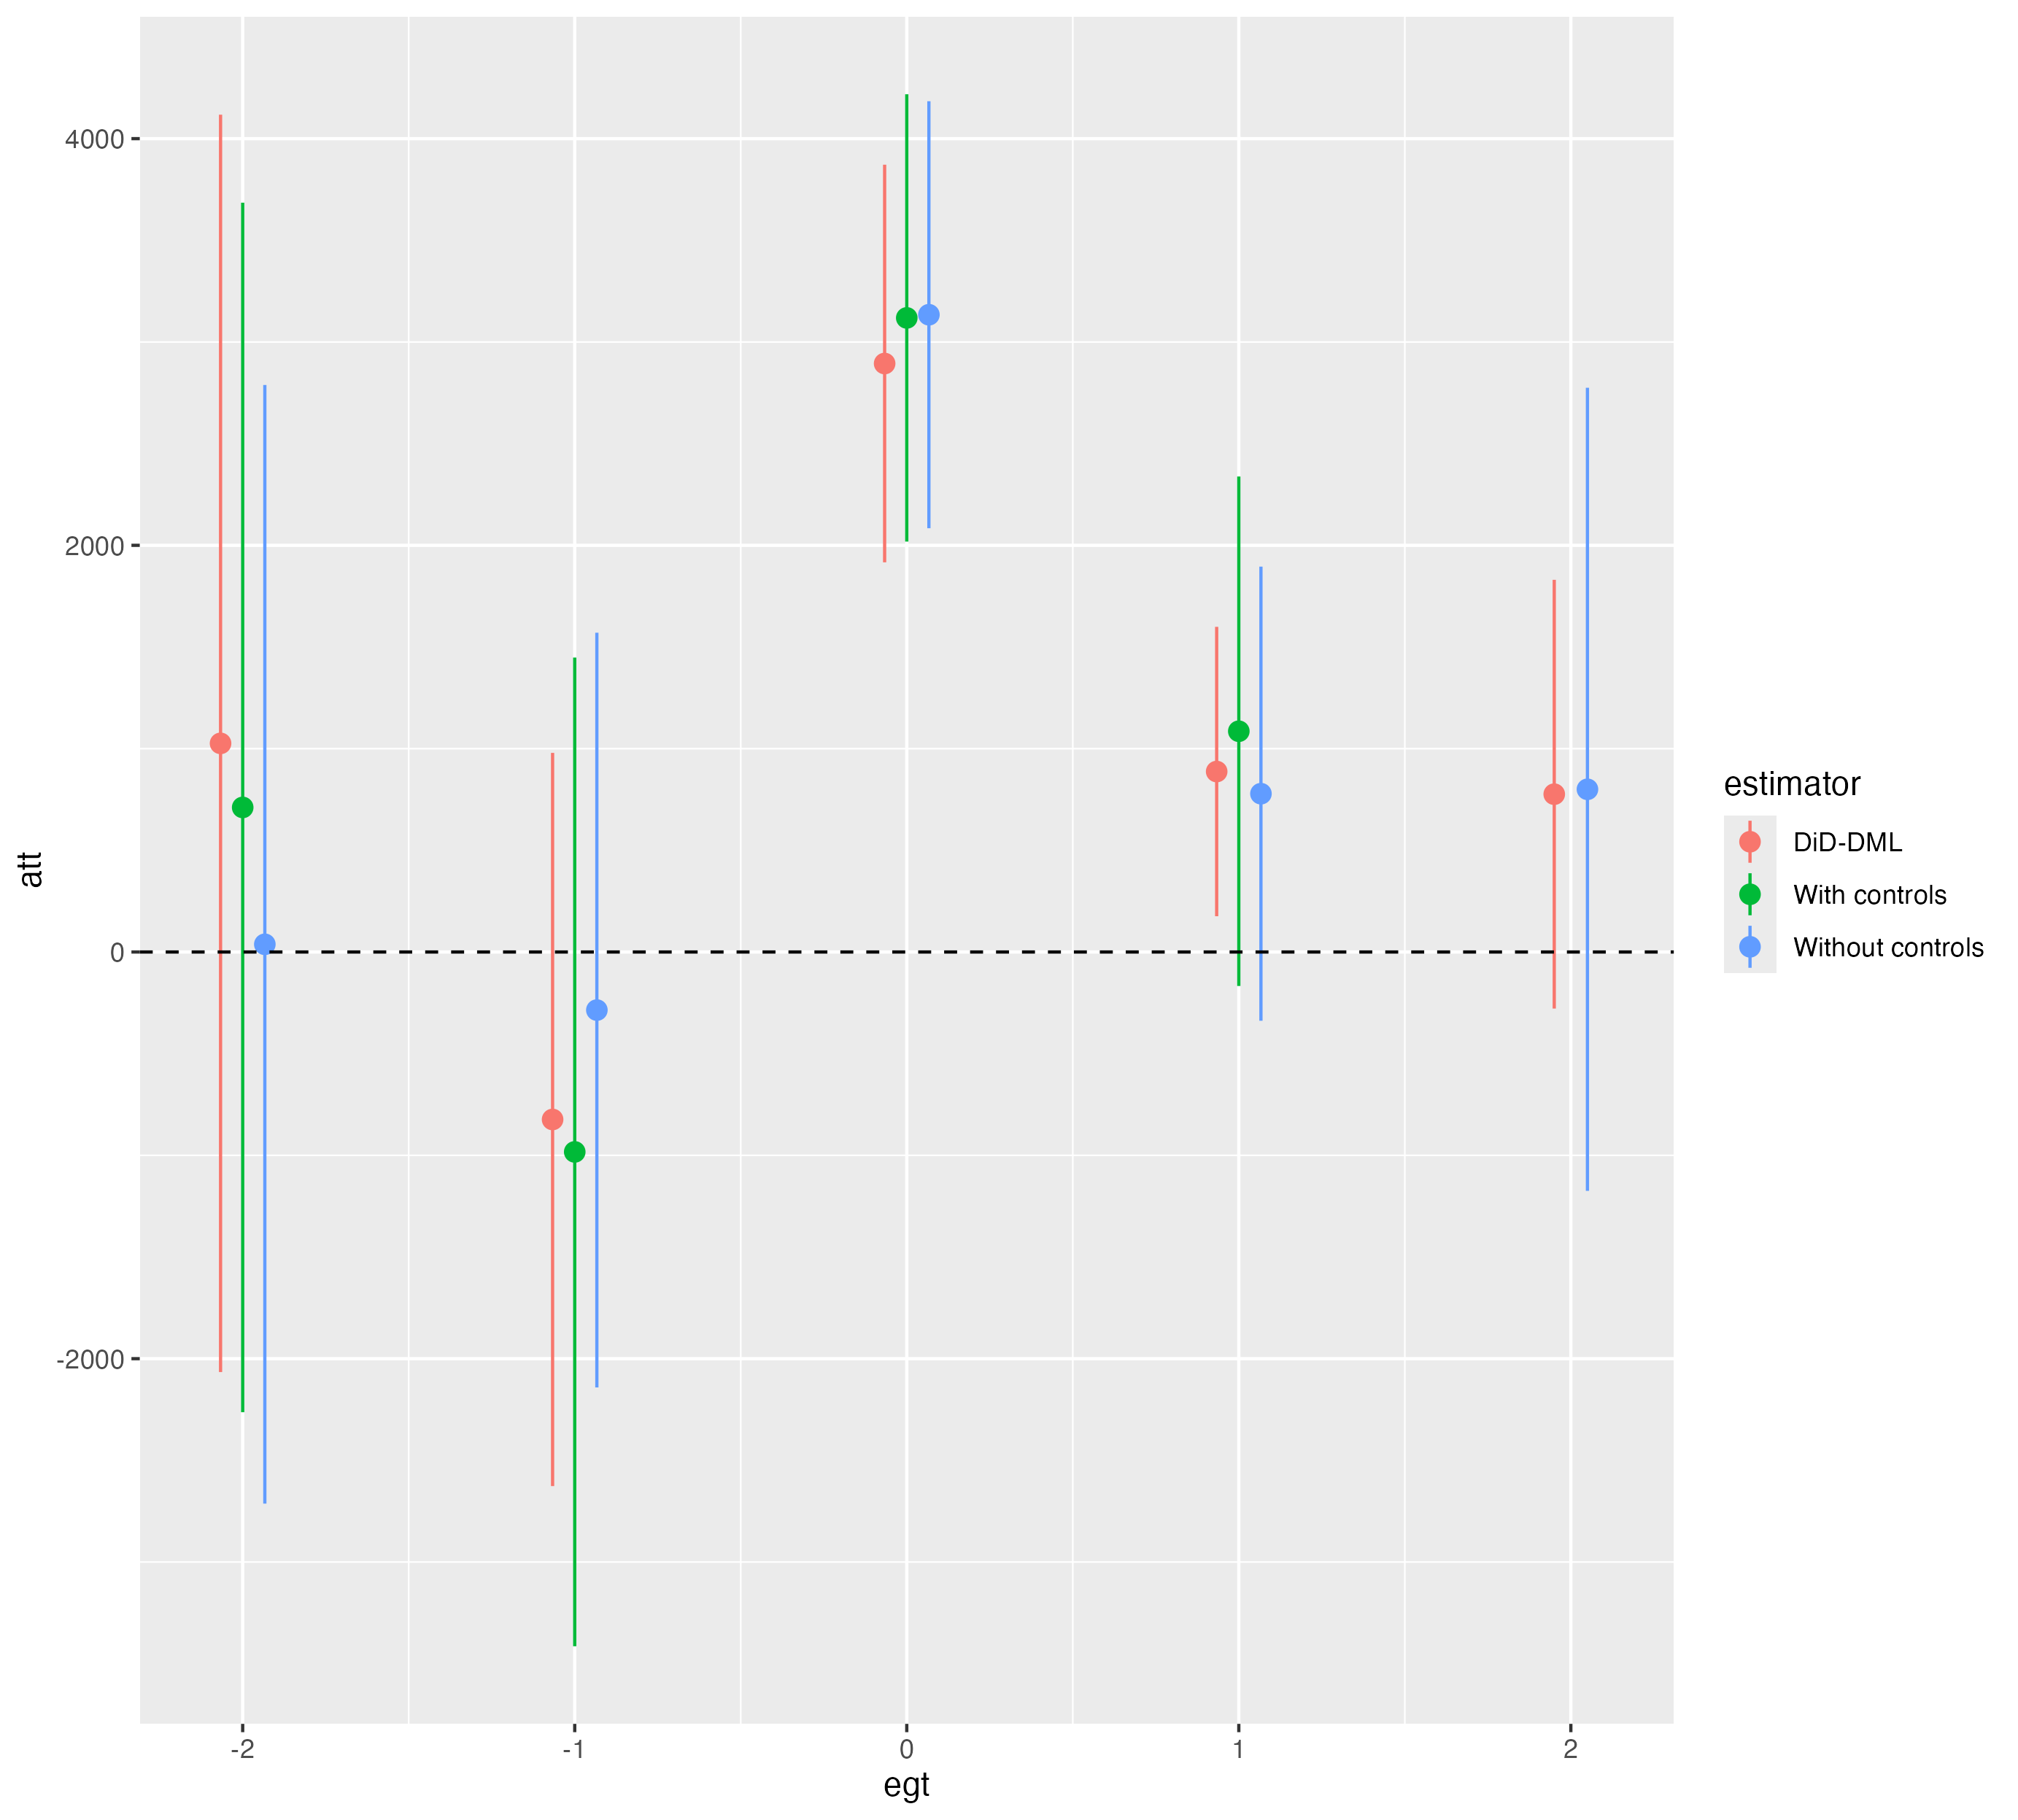 4000
2000
0
-2000
att
-2
-1
0
1
2
egt
estimator
DiD-DML
With controls
Without controls